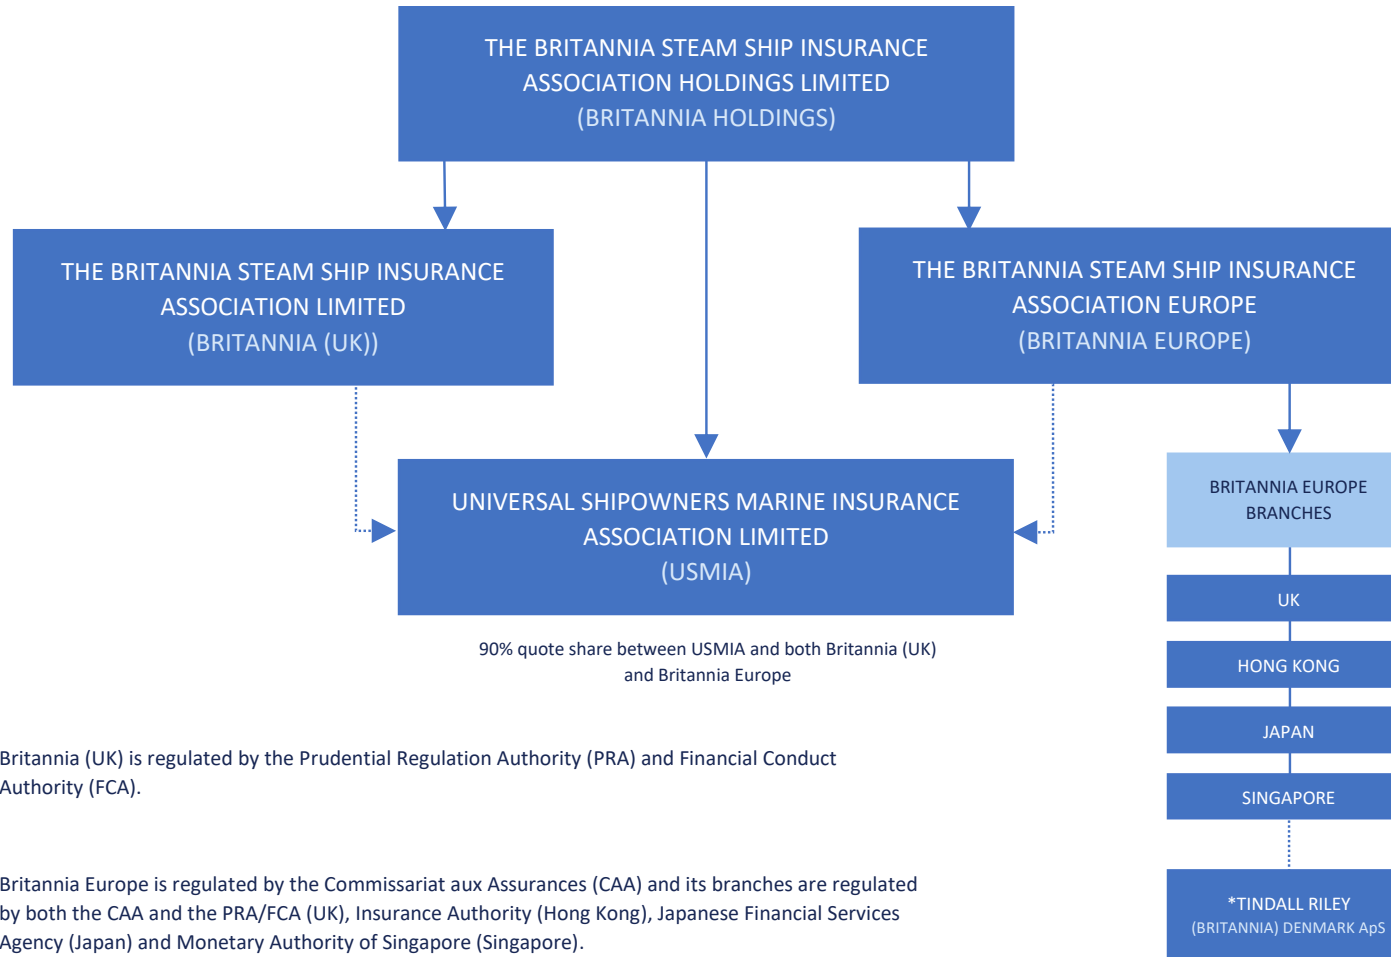 THE BRITANNIA STEAM SHIP INSURANCE
ASSOCIATION HOLDINGS LIMITED
(BRITANNIA HOLDINGS)
THE BRITANNIA STEAM SHIP INSURANCE
ASSOCIATION LIMITED
(BRITANNIA (UK))
THE BRITANNIA STEAM SHIP INSURANCE
ASSOCIATION EUROPE
(BRITANNIA EUROPE)
UNIVERSAL SHIPOWNERS MARINE INSURANCE
ASSOCIATION LIMITED
(USMIA)
90% quote share between USMIA and both Britannia (UK)
and Britannia Europe
BRITANNIA EUROPE
BRANCHES
UK
HONG KONG
JAPAN
SINGAPORE
*TINDALL RILEY
(BRITANNIA) DENMARK ApS
Britannia (UK) is regulated by the Prudential Regulation Authority (PRA) and Financial Conduct
Authority (FCA).
Britannia Europe is regulated by the Commissariat aux Assurances (CAA) and its branches are regulated
by both the CAA and the PRA/FCA (UK), Insurance Authority (Hong Kong), Japanese Financial Services
Agency (Japan) and Monetary Authority of Singapore (Singapore).